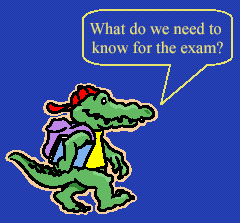 What do we need to
know for the exam?